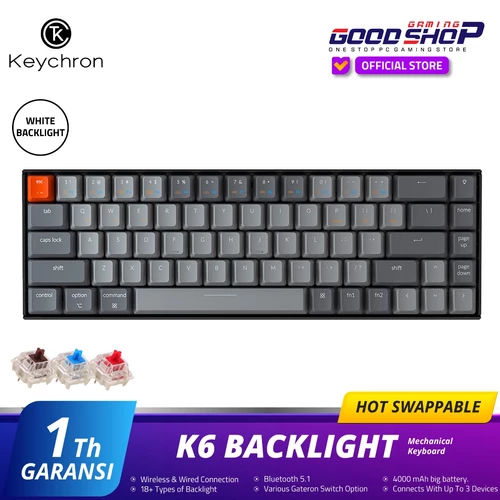 Keychron
GAMING
GOOD SHOP
ONE STOP PC GAMING STORE
OFFICIAL STORE
WHITE
BACKLIGHT
tab
home
caps lock
page
up
shift
shift
page
down
control
option
command
fn1
fn2
HOT SWAPPABLE
1 Th
GARANSI
K6 BACKLIGHT
Mechanical
Keyboard
• Wireless & Wired Connection
• Bluetooth 5.1
• 4000 mAh big battery.
• 18+ Types of Backlight
• Various Gateron Switch Option
• Connects With Up To 3 Devices